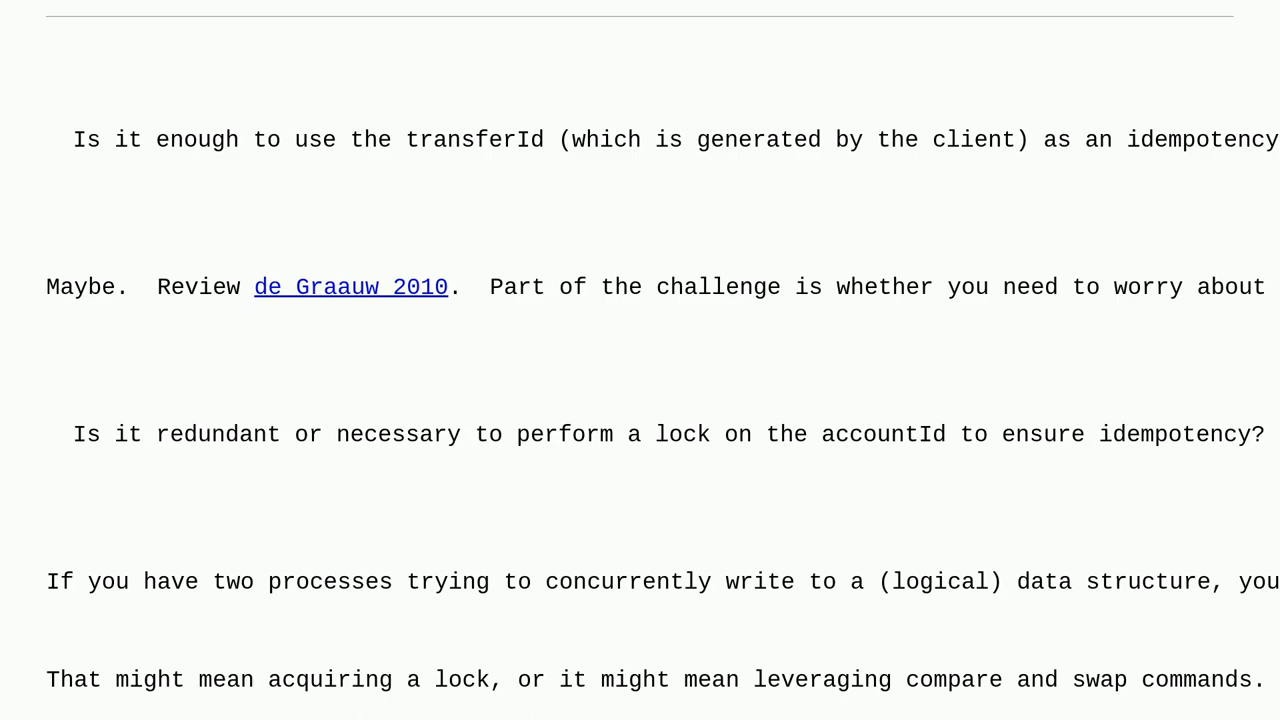 Is it enough to use the transferId (which is generated by the client) as an idempotency
Maybe.  Review de Graauw 2010.  Part of the challenge is whether you need to worry about
Is it redundant or necessary to perform a lock on the accountId to ensure idempotency?
If you have two processes trying to concurrently write to a (logical) data structure, you
That might mean acquiring a lock, or it might mean leveraging compare and swap commands.